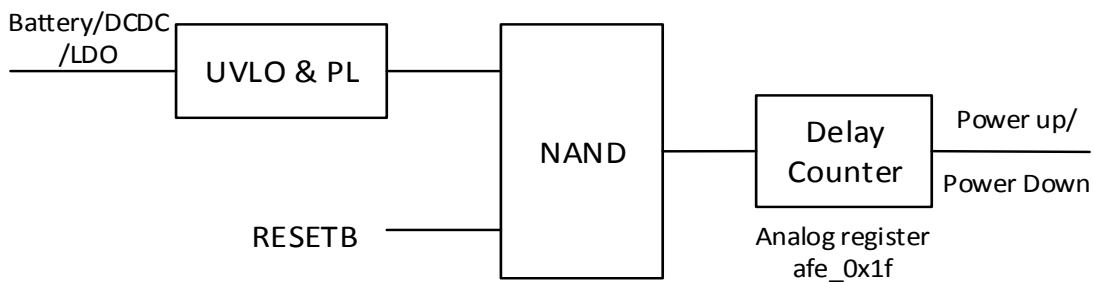 Battery/DCDC
/LDO
UVLO & PL
NAND
RESETB
Delay
Counter
Power up/
Power Down
Analog register
afe_0x1f